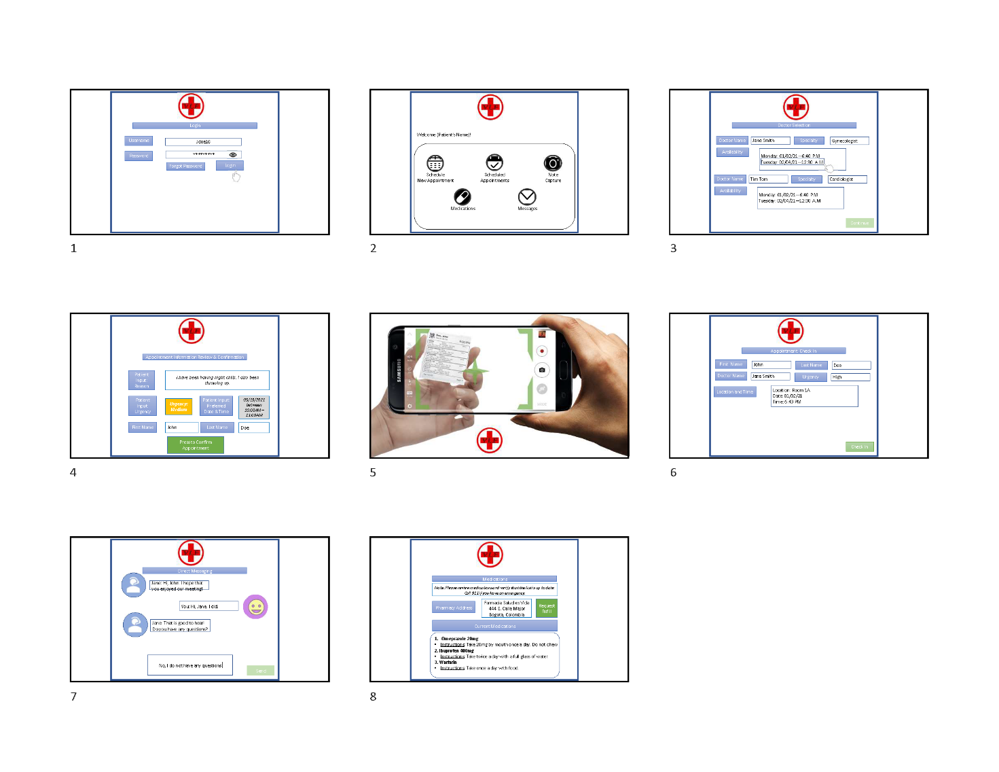 VLF
Login
Username
Jdoe16
Password
*********
Forgot Password
Login
1
VLF
Welcome (Patient's Name)!
Schedule
New Appointment
Scheduled
Appointments
Note
Capture
Medications
Messages
2
VLF
Doctor Selection
Doctor Name
Jane Smith
Specialty
Gynecologist
Availability
Monday: 01/02/21—6:40 P.M
Tuesday: 02/04/21—12:30 A.M
Doctor Name
Tim Tom
Specialty
Cardiologist
Availability
Monday: 01/02/21—6:40 P.M
Tuesday: 02/04/21—12:30 A.M
Continue
3
VLF
Appointment Information Review & Confirmation
Patient
Input:
Reason
I have been having night chills. I also been
throwing up.
Patient
Input:
Urgency
Urgency:
Medium
Patient Input:
Preferred
Date & Time
05/13/2021
between
10:00AM—
11:00AM
First Name
John
Last Name
Doe
Press to Confirm
Appointment
4
SAMSUNG
VLF
5
VLF
Appointment: Check In
First Name
John
Last Name
Doe
Doctor Name
Jane Smith
Urgency
High
Location and Time
Location: Room 1A
Date: 01/02/21
Time: 6:40 PM
Check In
6
VLF
Direct Messaging
Jane: Hi, John. I hope that
you enjoyed our meeting!
You: Hi, Jane. I did.
Jane: That is good to hear!
Do you have any questions?
No, I do not have any questions
Send
7
VLF
Medications
Note: Please review medications and verify that the list is up to date.
Call 911 if you have an emergency.
Pharmacy Address
Farmacia Salud es Vida
444 E. Calle Major
Bogota, Colombia
Request
Refill
Current Medications
1. Omeprazole 20mg
• Instructions: Take 20mg by mouth once a day. Do not chew
2. Ibuprofen 400mg
• Instructions: Take twice a day with a full glass of water.
3. Warfarin
• Instructions: Take once a day with food.
8